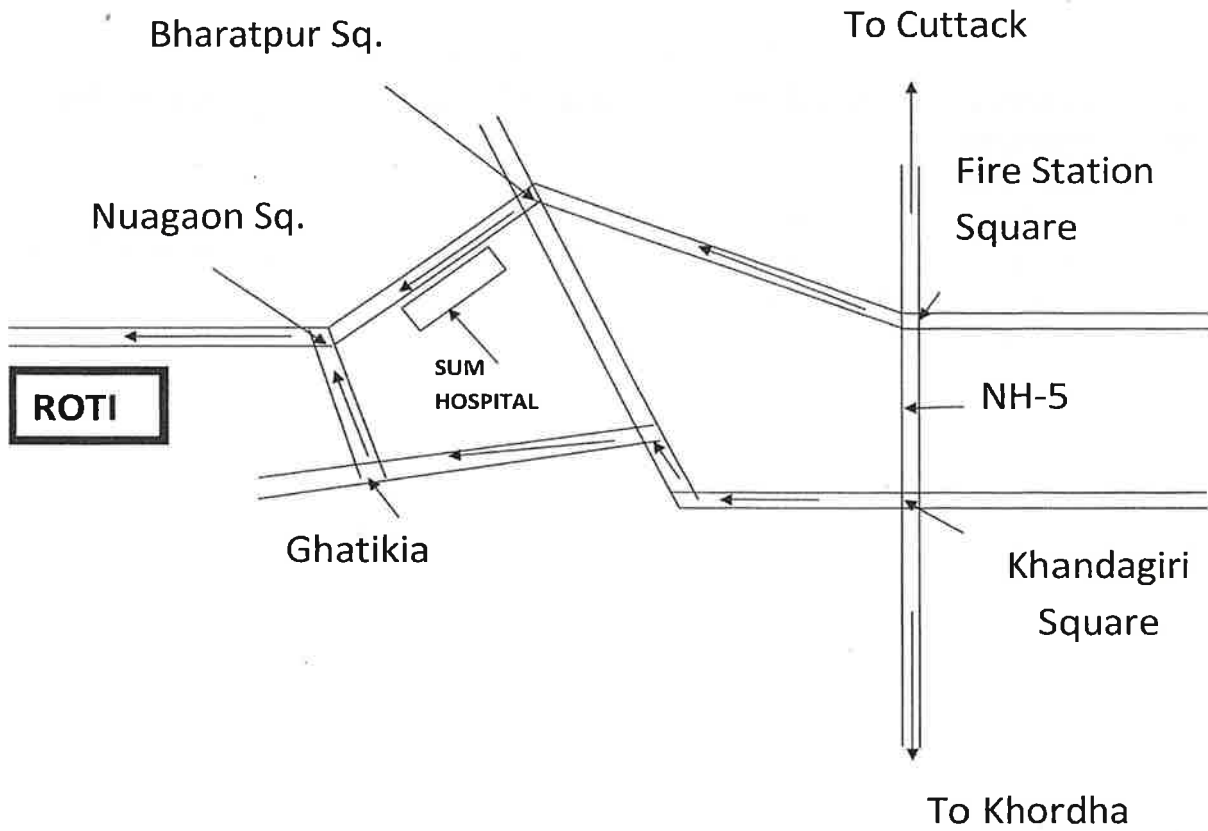 Bharatpur Sq.
To Cuttack
Fire Station
Square
Nuagaon Sq.
SUM
HOSPITAL
ROTI
NH-5
Ghatikia
Khandagiri
Square
To Khordha